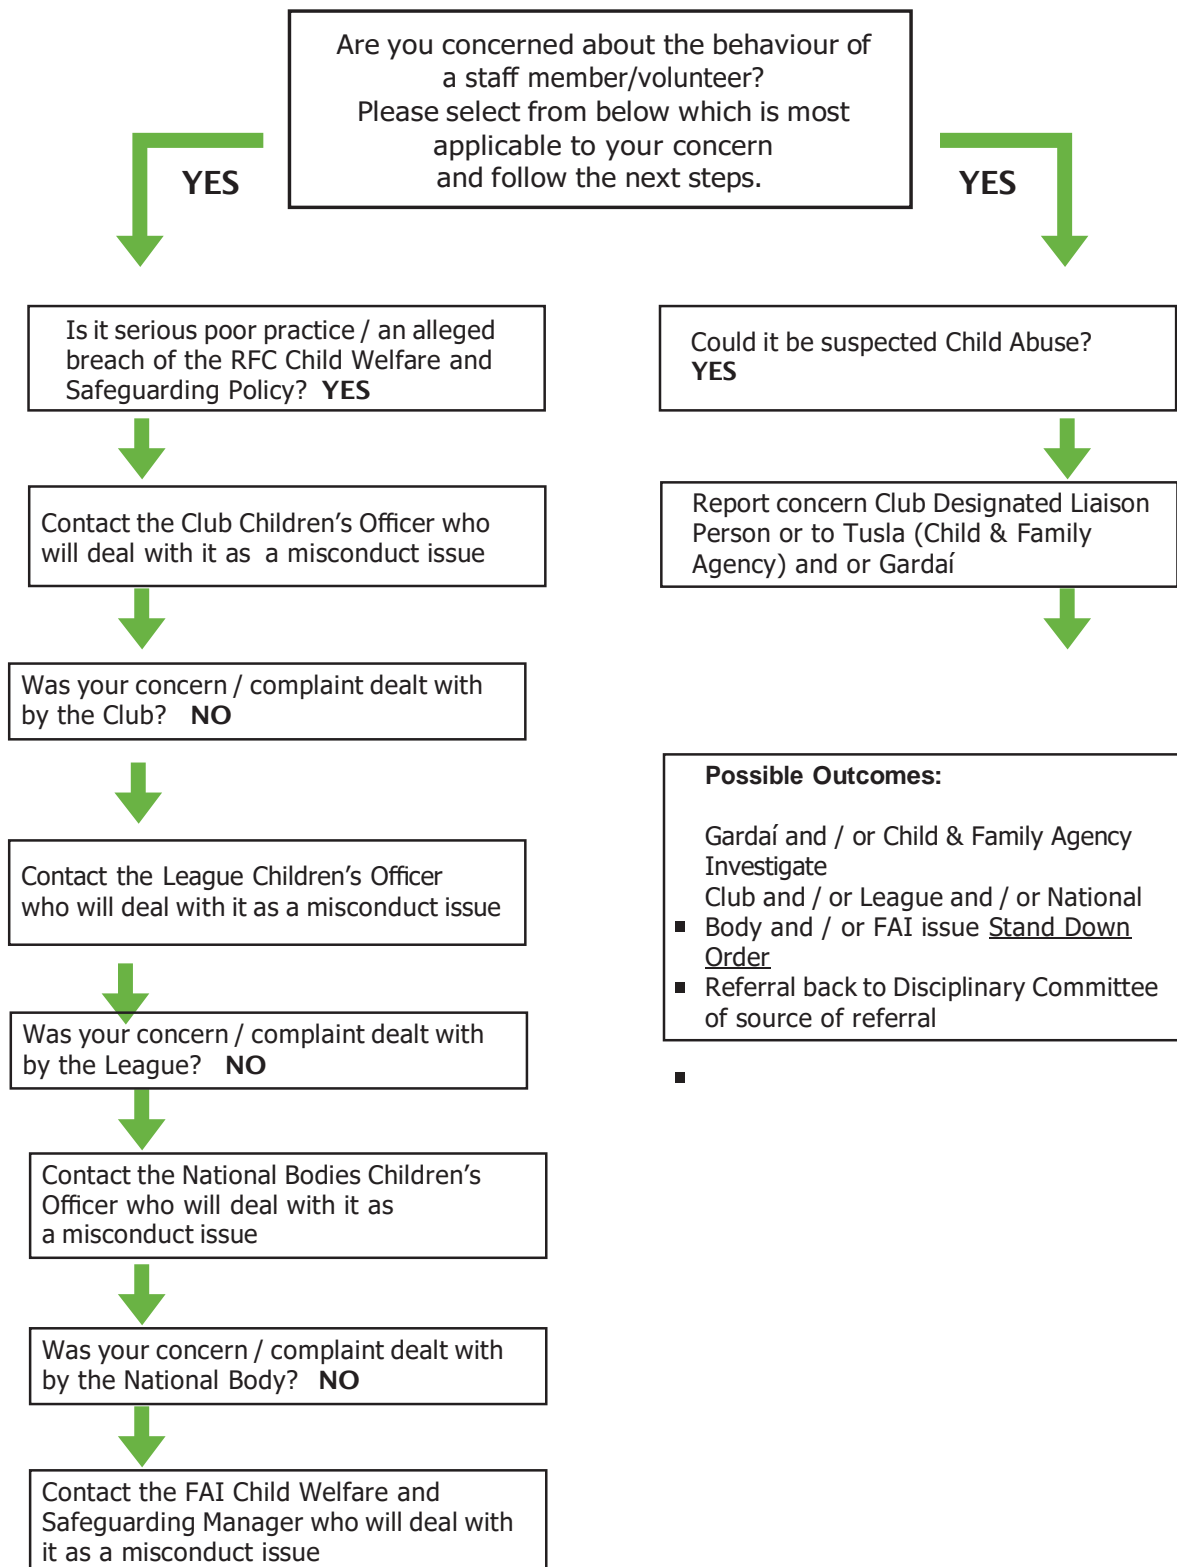 Are you concerned about the behaviour of
a staff member/volunteer?
Please select from below which is most
applicable to your concern
and follow the next steps.
YES
YES
Is it serious poor practice / an alleged
breach of the RFC Child Welfare and
Safeguarding Policy? YES
Contact the Club Children’s Officer who
will deal with it as a misconduct issue
Was your concern / complaint dealt with
by the Club? NO
Contact the League Children’s Officer
who will deal with it as a misconduct issue
Was your concern / complaint dealt with
by the League? NO
Contact the National Bodies Children’s
Officer who will deal with it as
a misconduct issue
Was your concern / complaint dealt with
by the National Body? NO
Contact the FAI Child Welfare and
Safeguarding Manager who will deal with
it as a misconduct issue
Could it be suspected Child Abuse?
YES
Report concern Club Designated Liaison
Person or to Tusla (Child & Family
Agency) and or Gardaí
Possible Outcomes:
Gardaí and / or Child & Family Agency
Investigate
Club and / or League and / or National
▪ Body and / or FAI issue Stand Down
Order
▪ Referral back to Disciplinary Committee
of source of referral
▪